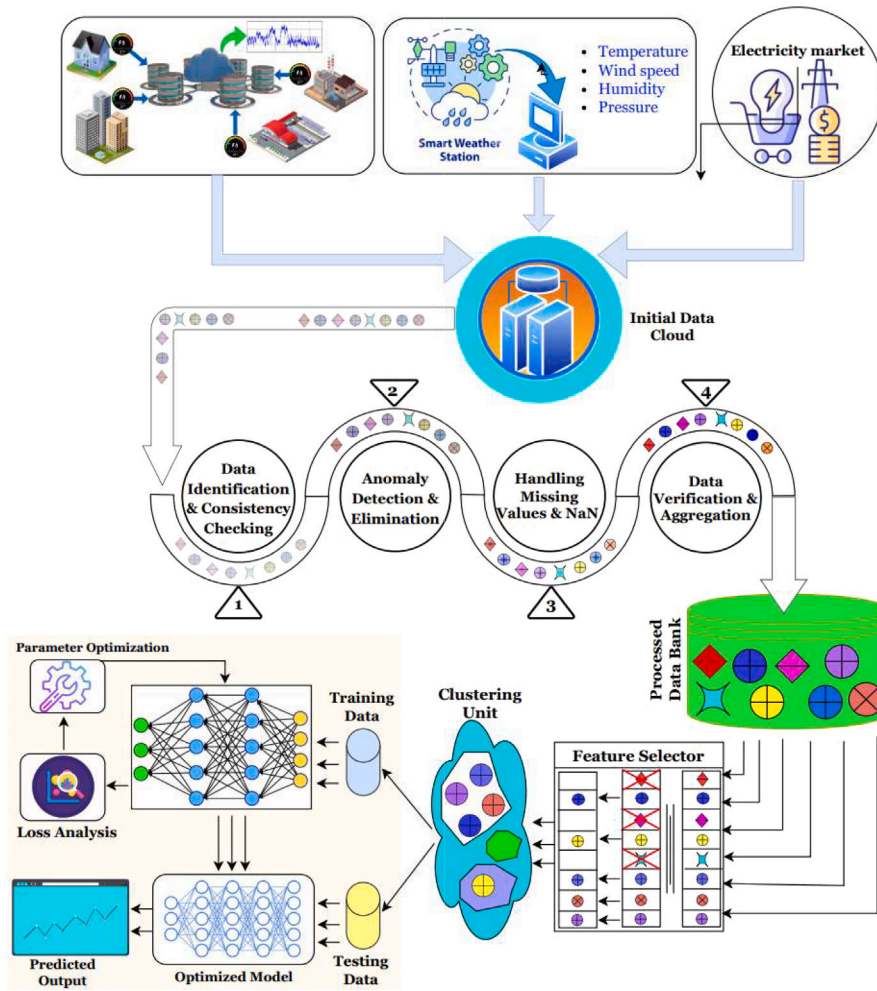 Electricity market
• Temperature
• Wind speed
• Humidity
• Pressure
Smart Weather
Station
Initial Data
Cloud
2
4
Data
Identification
& Consistency
Checking
Anomaly
Detection &
Elimination
Handling
Missing
Values & NaN
Data
Verification &
Aggregation
1
3
Processed
Data Bank
Parameter Optimization
Training
Data
Clustering
Unit
Feature Selector
Loss Analysis
Predicted
Output
Optimized Model
Testing
Data